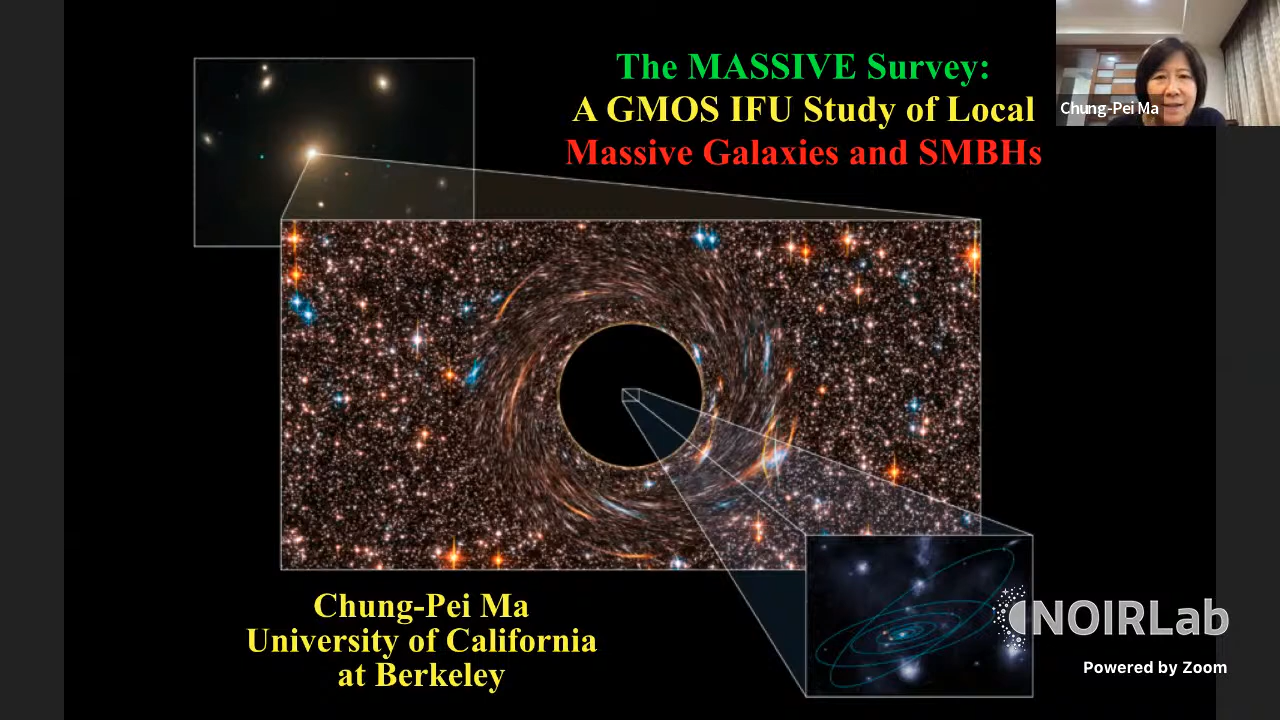 The MASSIVE Survey:
A GMOS IFU Study of Local
Massive Galaxies and SMBHs
Chung-Pei Ma
Chung-Pei Ma
University of California
at Berkeley
NOIRLab
Powered by Zoom